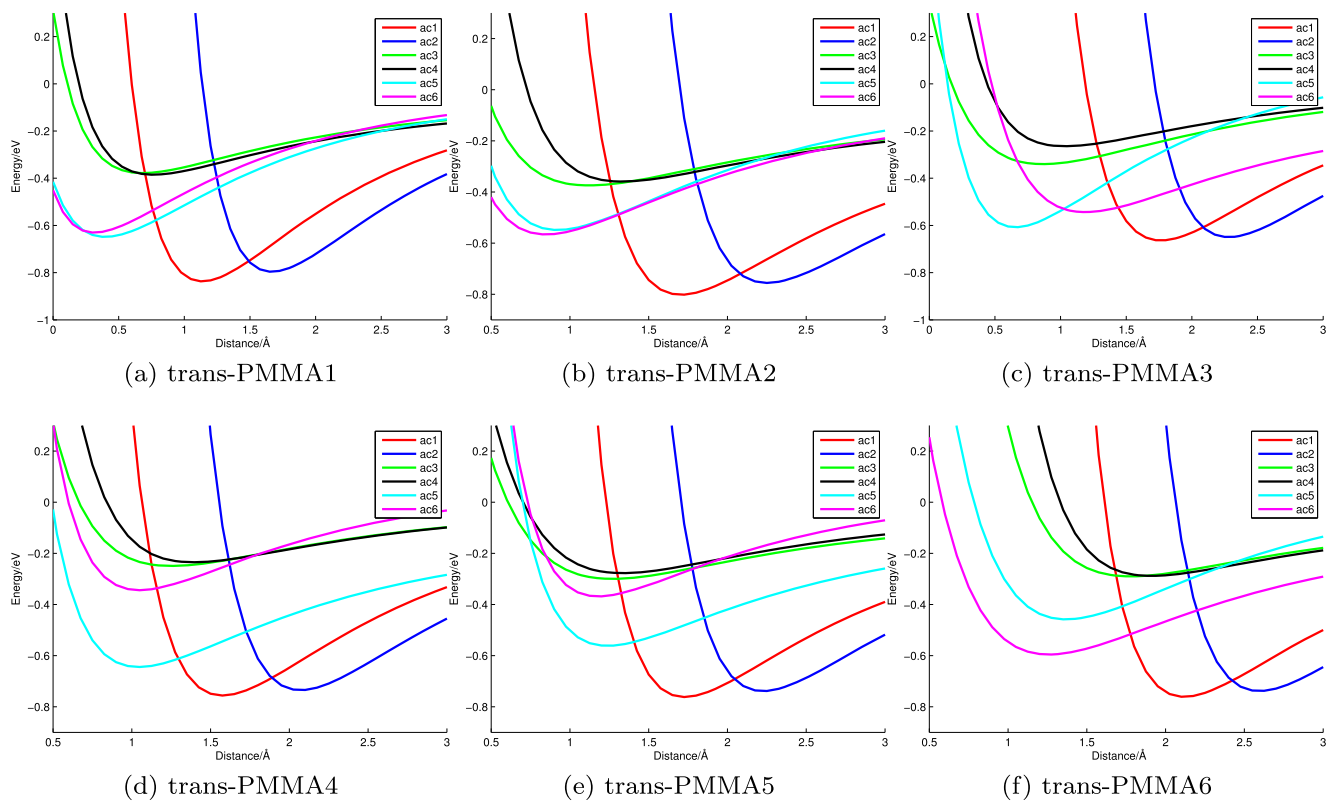 0.2
0
−0.2
−0.4
−0.6
−0.8
−1
Energy/eV
0
0.5
1
1.5
2
2.5
3
Distance/Å
ac1
ac2
ac3
ac4
ac5
ac6
(a) trans-PMMA1
0.2
0
−0.2
−0.4
−0.6
−0.8
Energy/eV
0.5
1
1.5
2
2.5
3
Distance/Å
ac1
ac2
ac3
ac4
ac5
ac6
(b) trans-PMMA2
0.2
0
−0.2
−0.4
−0.6
−0.8
−1
Energy/eV
0
0.5
1
1.5
2
2.5
3
Distance/Å
ac1
ac2
ac3
ac4
ac5
ac6
(c) trans-PMMA3
0.2
0
−0.2
−0.4
−0.6
−0.8
Energy/eV
0.5
1
1.5
2
2.5
3
Distance/Å
ac1
ac2
ac3
ac4
ac5
ac6
(d) trans-PMMA4
0.2
0
−0.2
−0.4
−0.6
−0.8
Energy/eV
0.5
1
1.5
2
2.5
3
Distance/Å
ac1
ac2
ac3
ac4
ac5
ac6
(e) trans-PMMA5
0.2
0
−0.2
−0.4
−0.6
−0.8
Energy/eV
0.5
1
1.5
2
2.5
3
Distance/Å
ac1
ac2
ac3
ac4
ac5
ac6
(f) trans-PMMA6